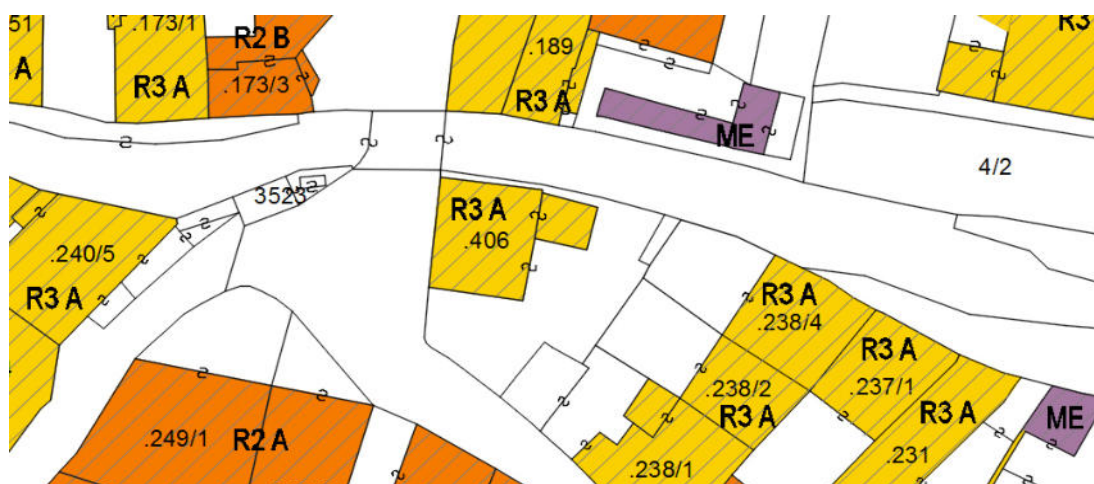 51
.173/1
R2 B
.189
R3
A
R3 A
.173/3
R3 A
ME
4/2
3523
R3 A
.406
.240/5
R3 A
R3 A
.238/4
R3 A
.237/1
.238/2
R3 A
R3 A
ME
.249/1
R2 A
.231
.238/1